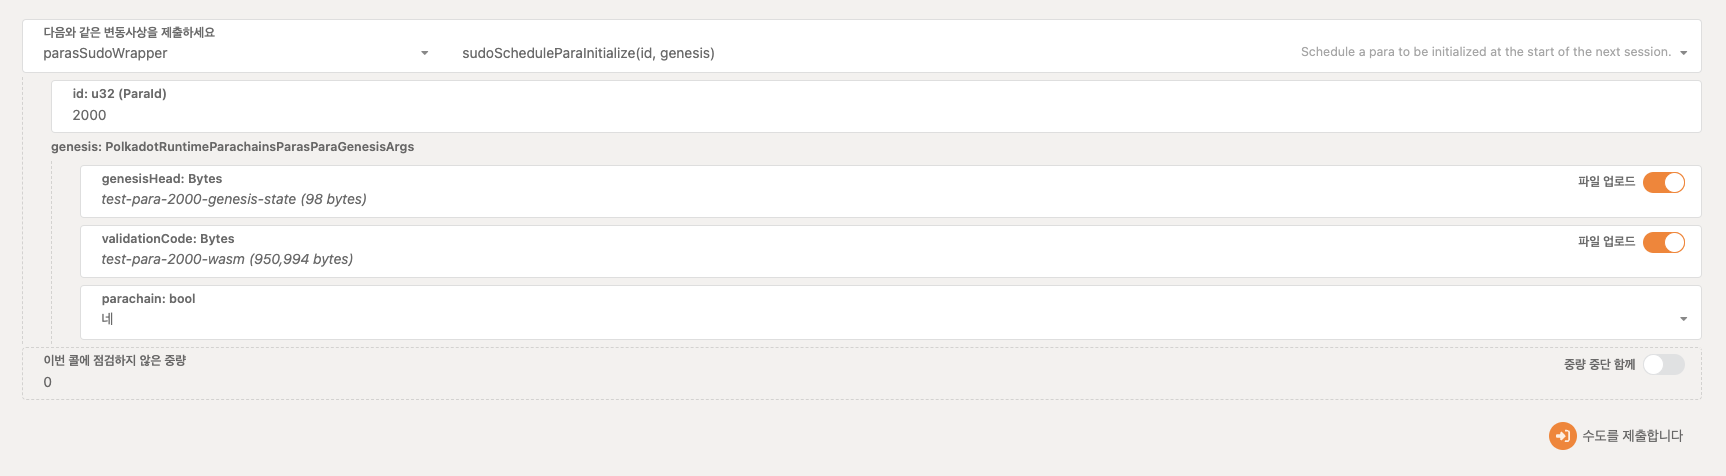 다음와 같은 변동사상을 제출하세요
parasSudoWrapper
sudoScheduleParaInitialize(id, genesis)
Schedule a para to be initialized at the start of the next session.
id: u32 (ParaId)
2000
genesis: PolkadotRuntimeParachainsParasParaGenesisArgs
genesisHead: Bytes
test-para-2000-genesis-state (98 bytes)
파일 업로드
validationCode: Bytes
test-para-2000-wasm (950,994 bytes)
파일 업로드
parachain: bool
네
이번 콜에 점검하지 않은 중량
0
중량 중단 함께
수도를 제출합니다